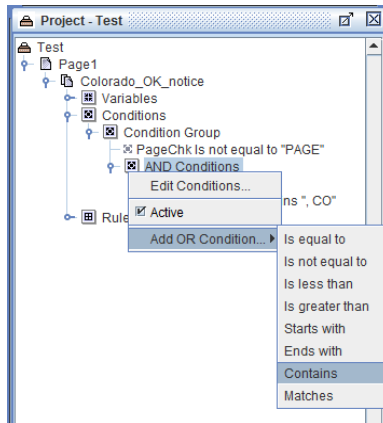 Project - Test
Test
Page1
Colorado_OK_notice
Variables
Conditions
Condition Group
PageChk Is not equal to "PAGE"
AND Conditions
Edit Conditions...
ns ", CO"
Active
Rule
Add OR Condition...
Is equal to
Is not equal to
Is less than
Is greater than
Starts with
Ends with
Contains
Matches